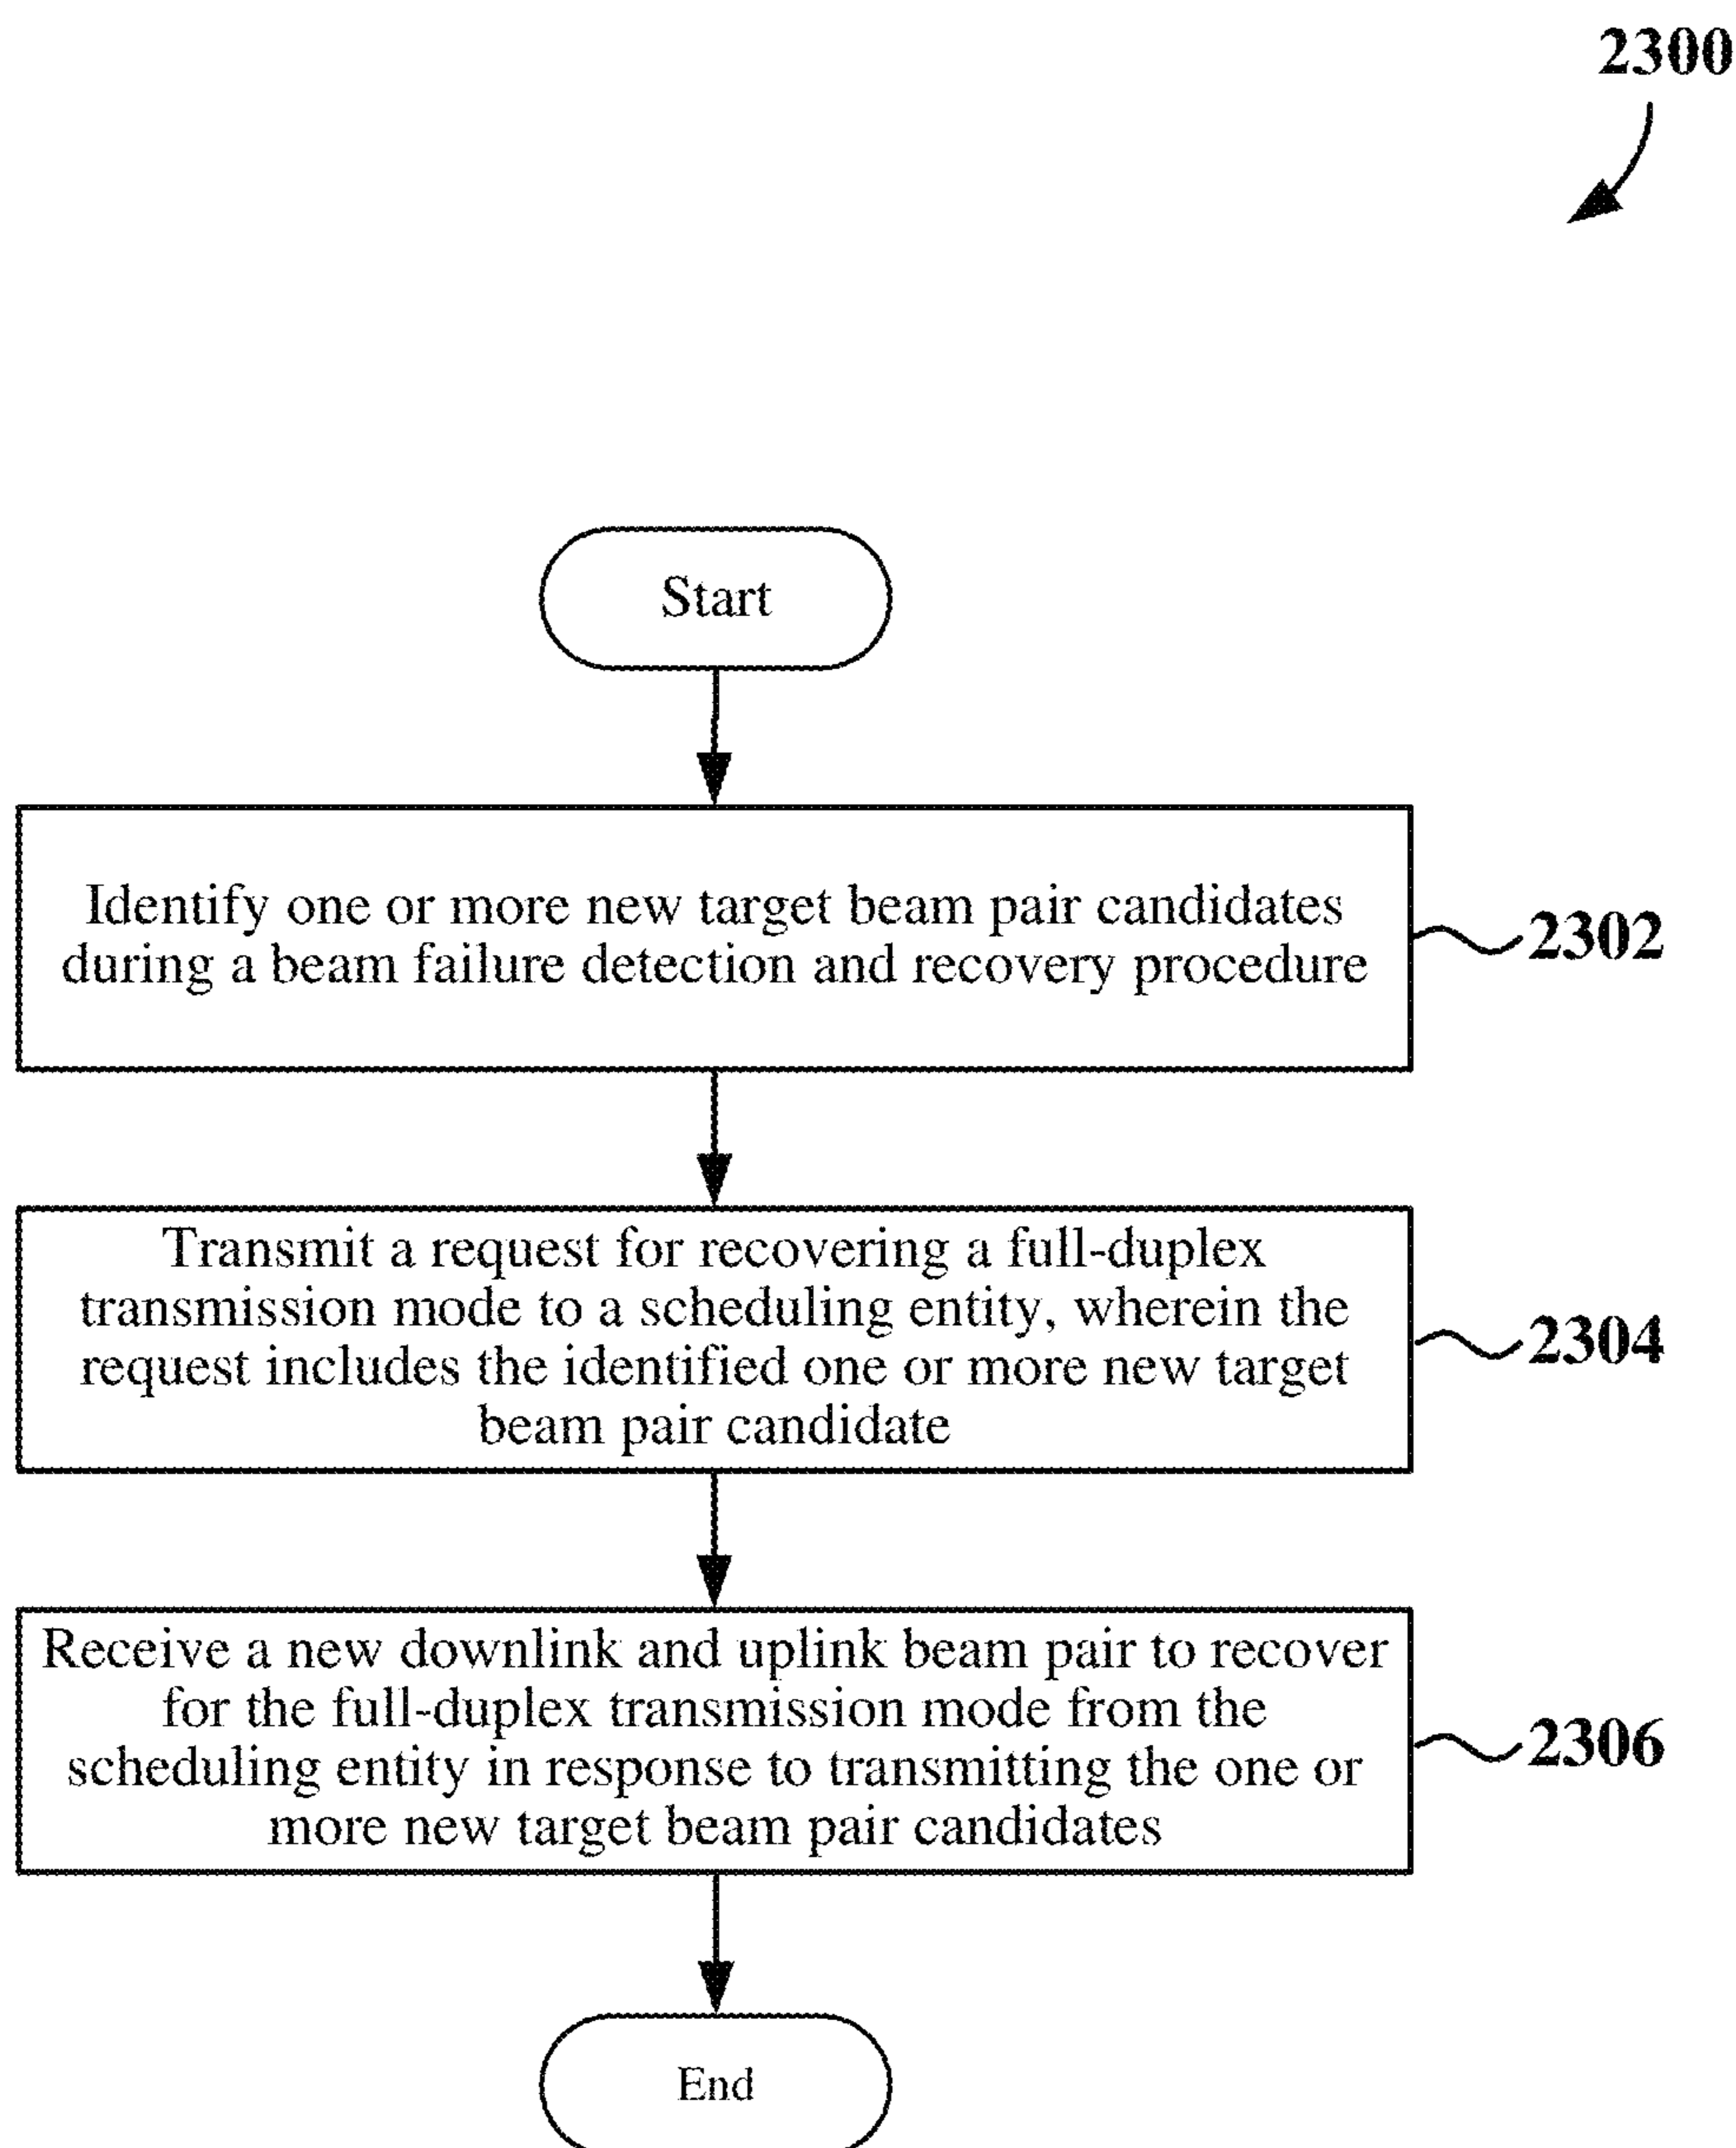 2300
Start
Identify one or more new target beam pair candidates
during a beam failure detection and recovery procedure
2302
Transmit a request for recovering a full-duplex
transmission mode to a scheduling entity, wherein the
request includes the identified one or more new target
beam pair candidate
2304
Receive a new downlink and uplink beam pair to recover
for the full-duplex transmission mode from the
scheduling entity in response to transmitting the one or
more new target beam pair candidates
2306
End